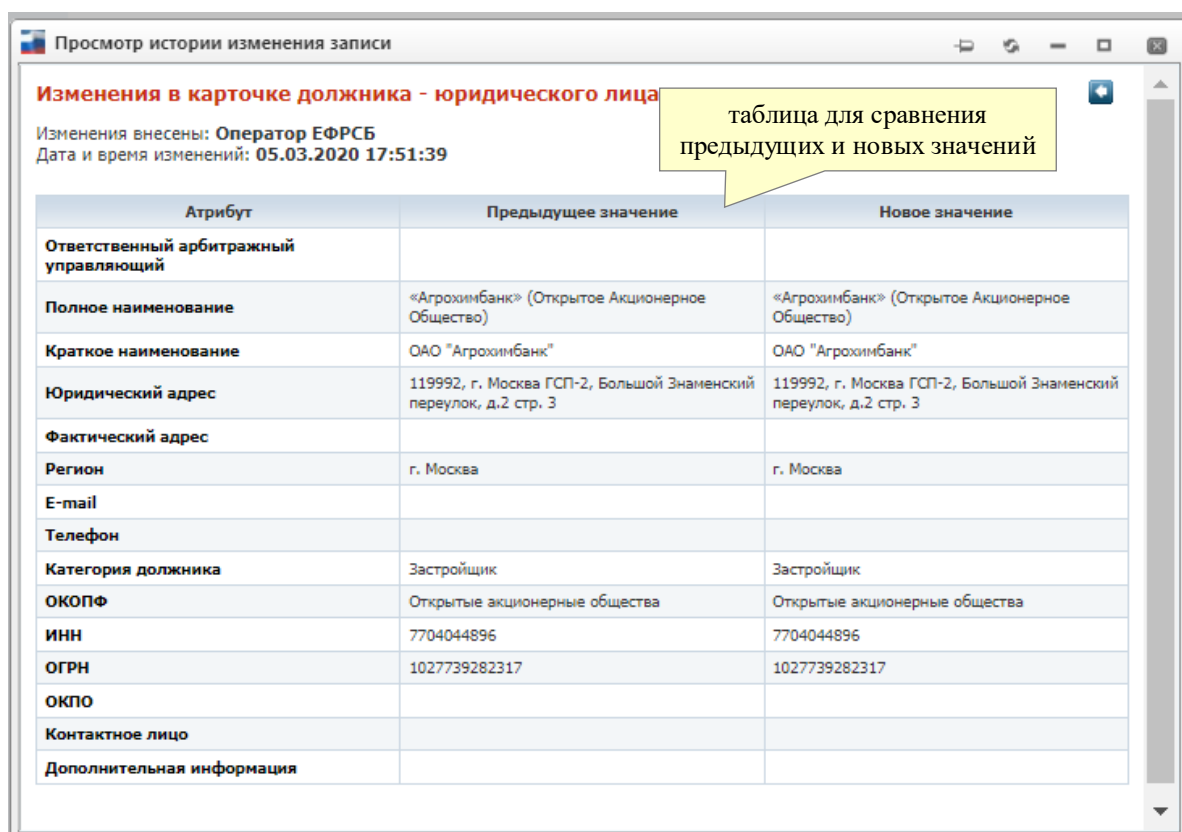 Просмотр истории изменения записи
Изменения в карточке должника - юридического лица
таблица для сравнения
предыдущих и новых значений
Изменения внесены: Оператор ЕФРСБ
Дата и время изменений: 05.03.2020 17:51:39
Атрибут Предыдущее значение Новое значение
Ответственный арбитражный
управляющий
Полное наименование
«Агрохимбанк» (Открытое Акционерное
Общество)
«Агрохимбанк» (Открытое Акционерное
Общество)
Краткое наименование ОАО "Агрохимбанк" ОАО "Агрохимбанк"
Юридический адрес
119992, г. Москва ГСП-2, Большой Знаменский
переулок, д.2 стр. 3
119992, г. Москва ГСП-2, Большой Знаменский
переулок, д.2 стр. 3
Фактический адрес
Регион г. Москва г. Москва
E-mail
Телефон
Категория должника Застройщик Застройщик
ОКОПФ Открытые акционерные общества Открытые акционерные общества
ИНН 7704044896 7704044896
ОГРН 1027739282317 1027739282317
ОКПО
Контактное лицо
Дополнительная информация